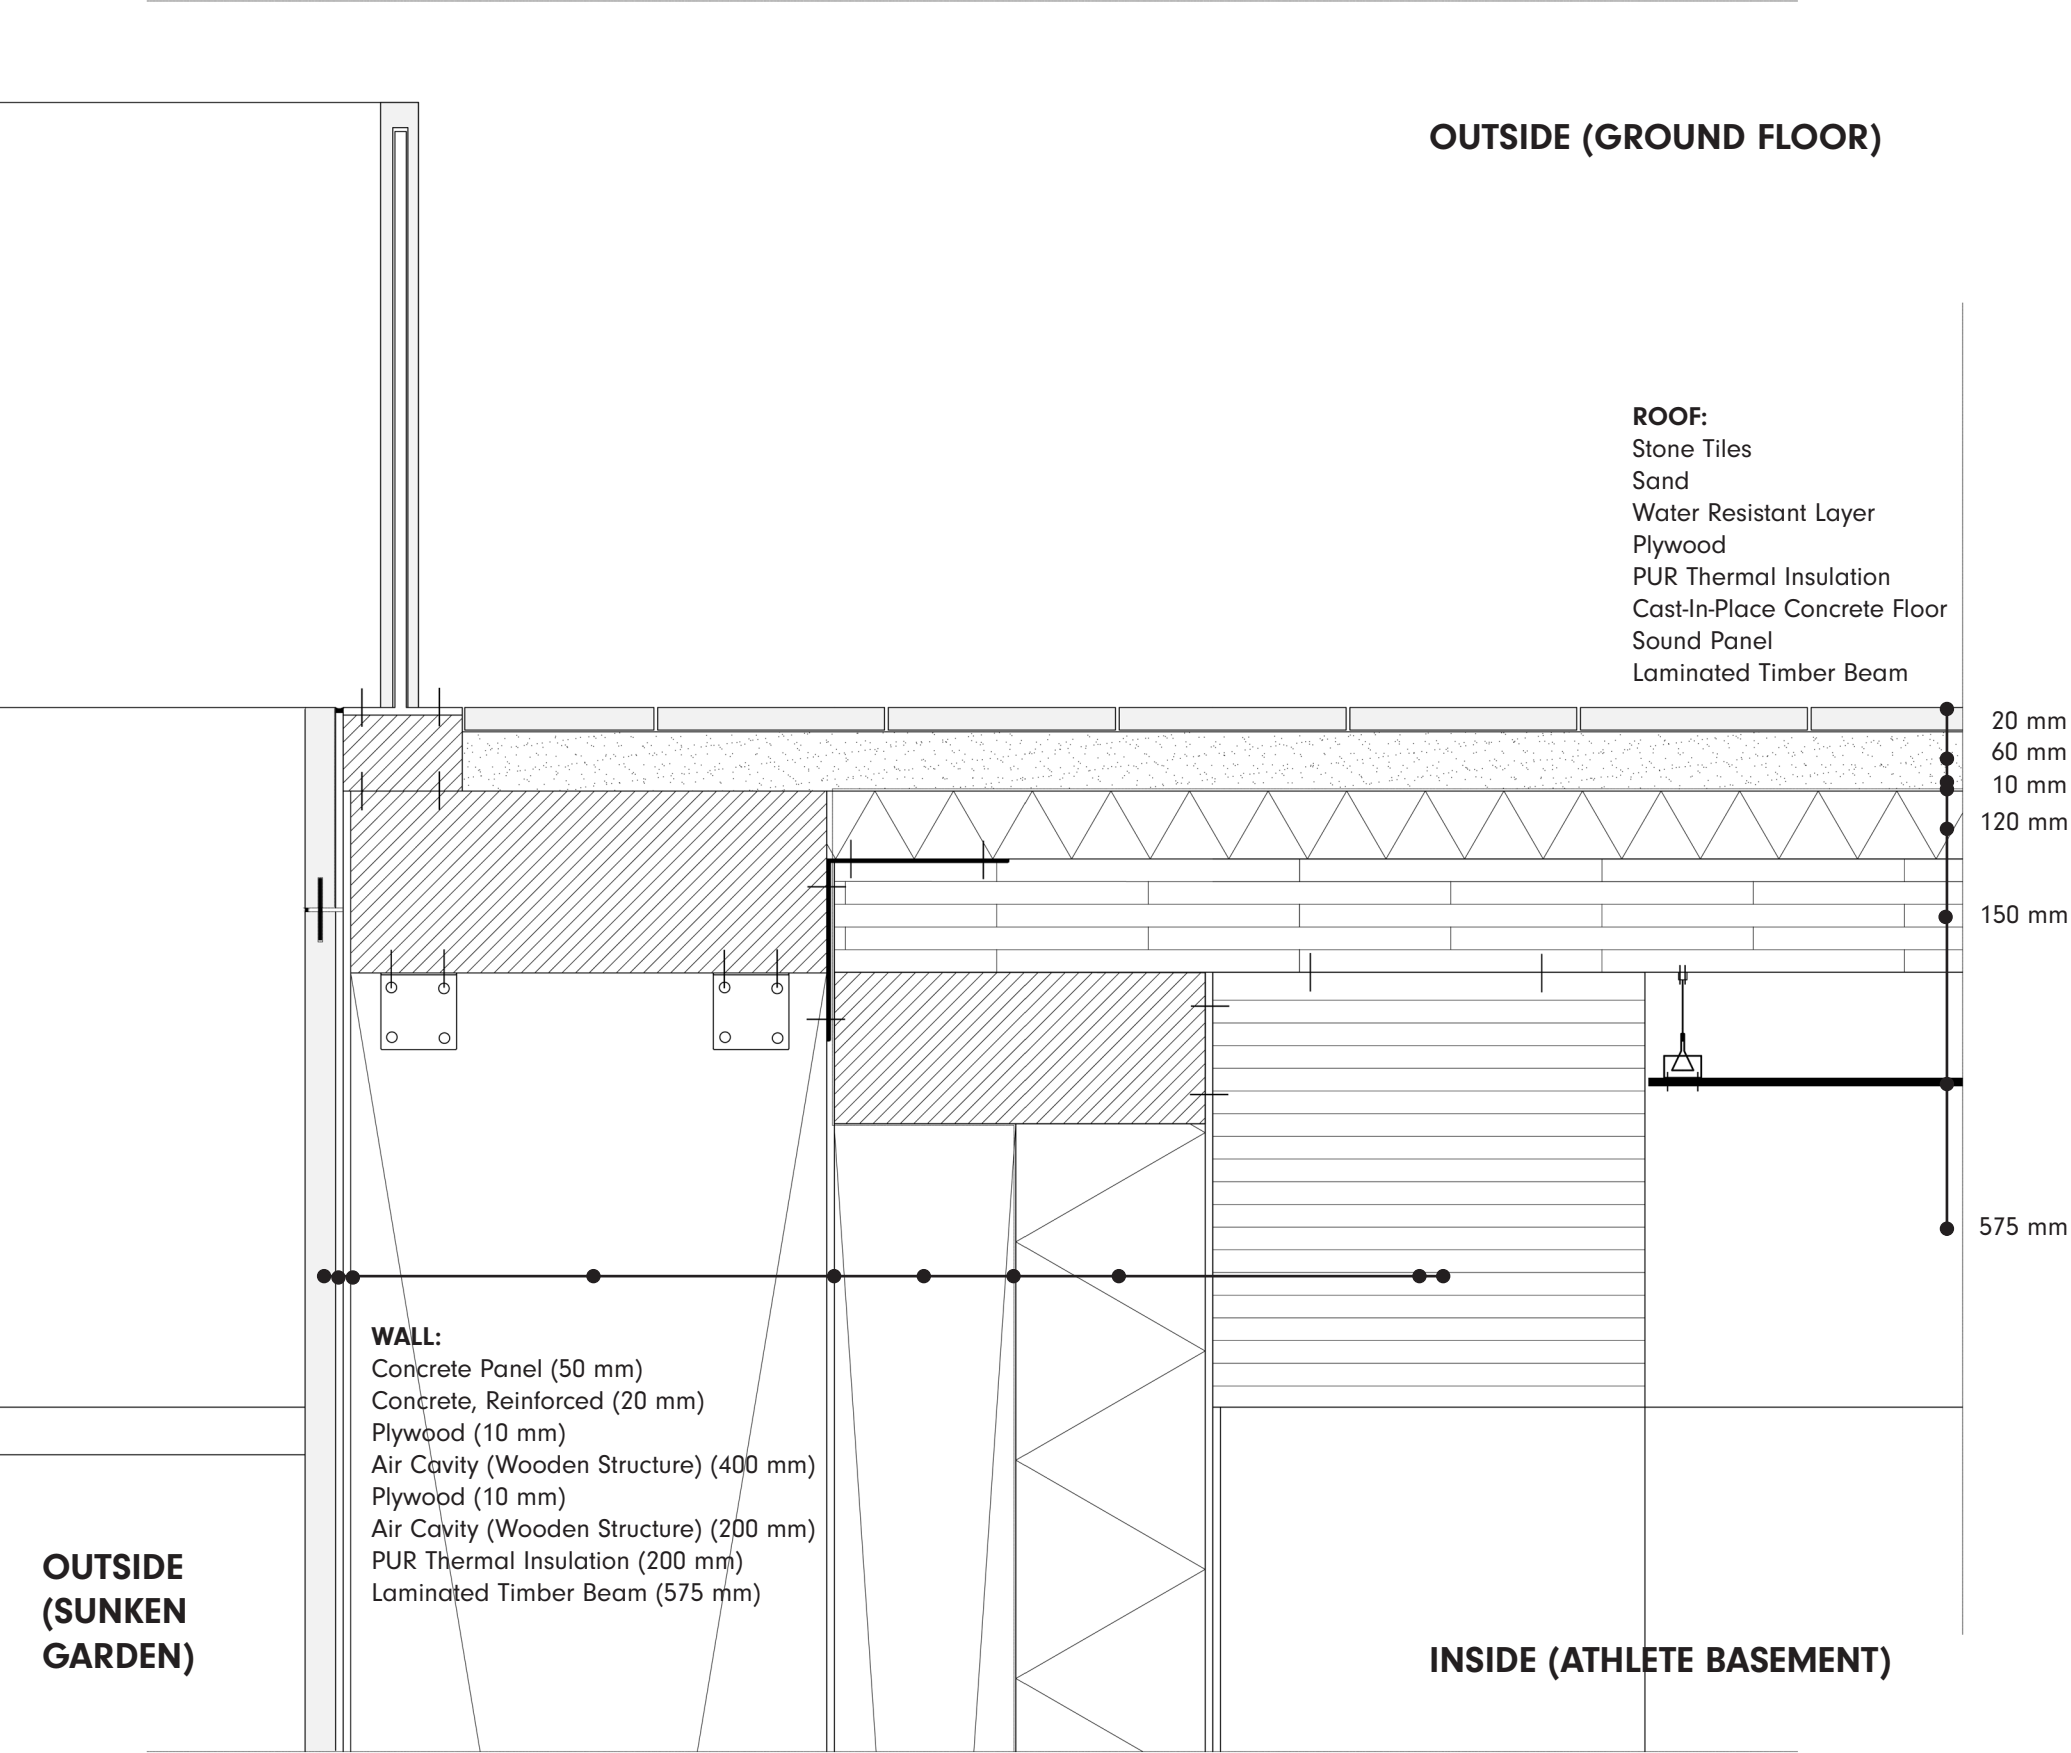 OUTSIDE (GROUND FLOOR)
ROOF:
Stone Tiles
Sand
Water Resistant Layer
Plywood
PUR Thermal Insulation
Cast-In-Place Concrete Floor
Sound Panel
Laminated Timber Beam
20 mm
60 mm
10 mm
120 mm
150 mm
575 mm
WALL:
Concrete Panel (50 mm)
Concrete, Reinforced (20 mm)
Plywood (10 mm)
Air Cavity (Wooden Structure) (400 mm)
Plywood (10 mm)
Air Cavity (Wooden Structure) (200 mm)
PUR Thermal Insulation (200 mm)
Laminated Timber Beam (575 mm)
OUTSIDE
(SUNKEN
GARDEN)
INSIDE (ATHLETE BASEMENT)